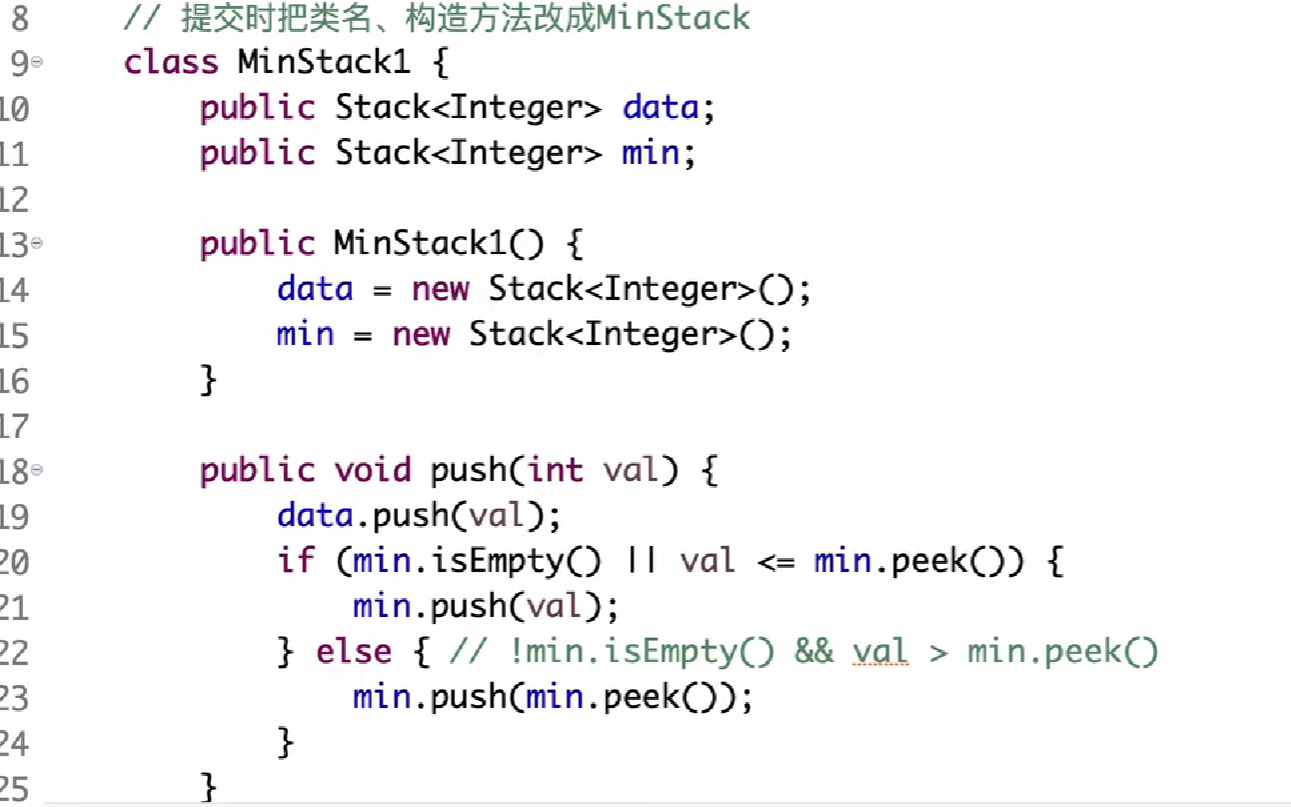 8 // 提交时把类名、构造方法改成MinStack
9 class MinStack1 {
10 public Stack<Integer> data;
11 public Stack<Integer> min;
12
13 public MinStack1() {
14 data = new Stack<Integer>();
15 min = new Stack<Integer>();
16 }
17
18 public void push(int val) {
19 data.push(val);
20 if (min.isEmpty() || val <= min.peek()) {
21 min.push(val);
22 } else { // !min.isEmpty() && val > min.peek()
23 min.push(min.peek());
24 }
25 }